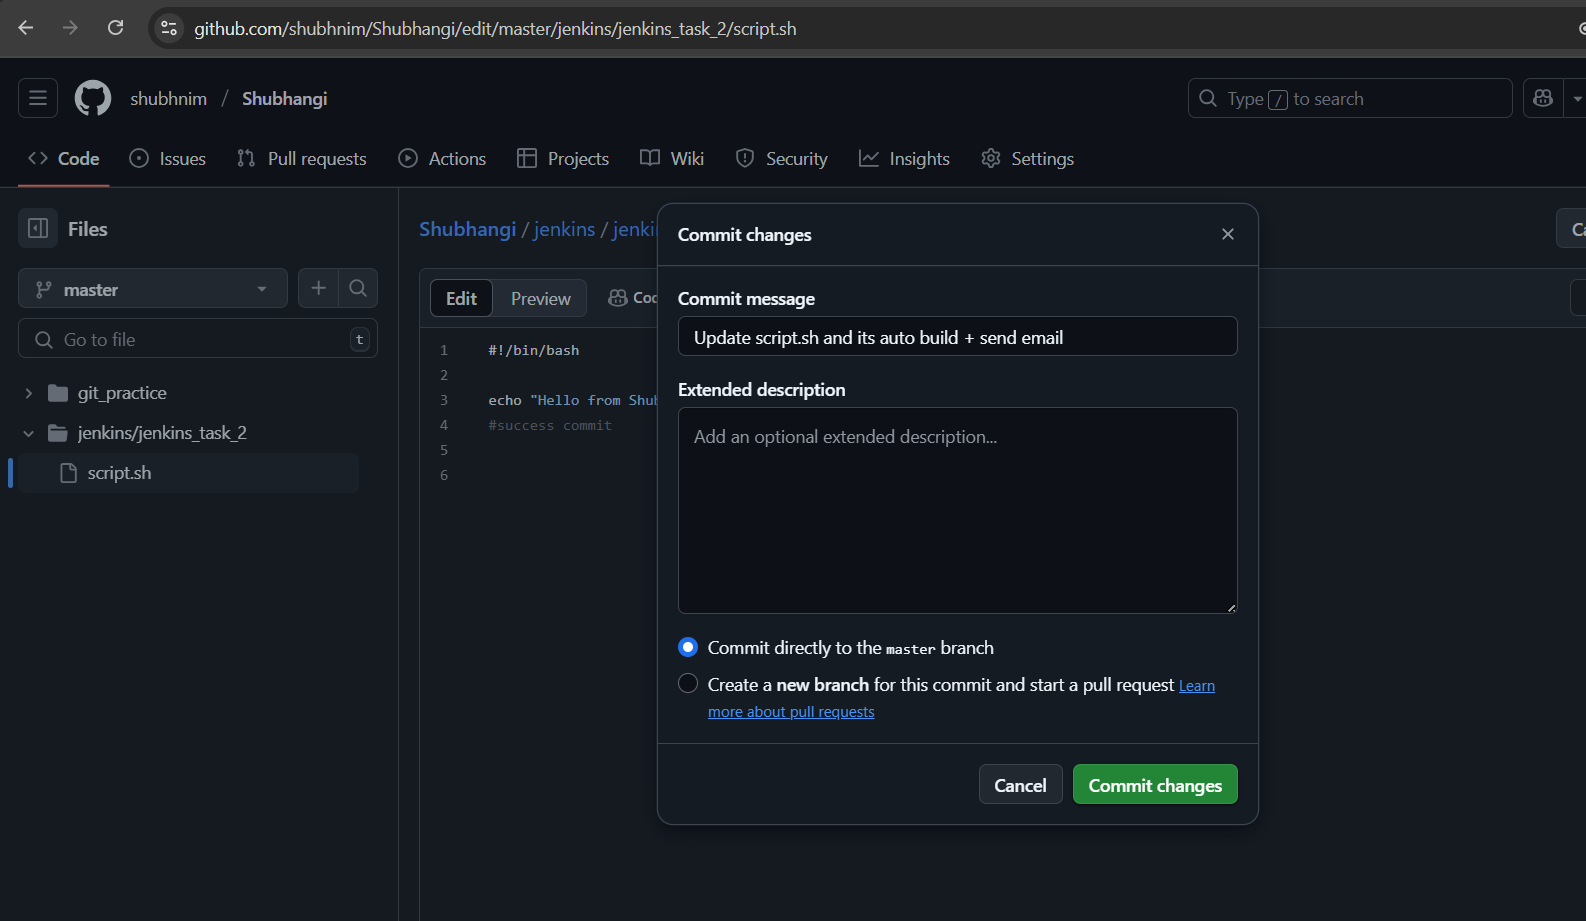 github.com/shubhnim/Shubhangi/edit/master/jenkins/jenkins_task_2/script.sh
shubhnim / Shubhangi
Type / to search
Code Issues Pull requests Actions Projects Wiki Security Insights Settings
Files
master
Go to file t
git_practice
jenkins/jenkins_task_2
script.sh
Shubhangi / jenkins /
Edit Preview
1 #!/bin/bash
2
3 echo "Hello from
4 #success commit
5
6
Commit changes
Commit message
Update script.sh and its auto build + send email
Extended description
Add an optional extended description...
Commit directly to the master branch
Create a new branch for this commit and start a pull request Learn
more about pull requests
Cancel Commit changes